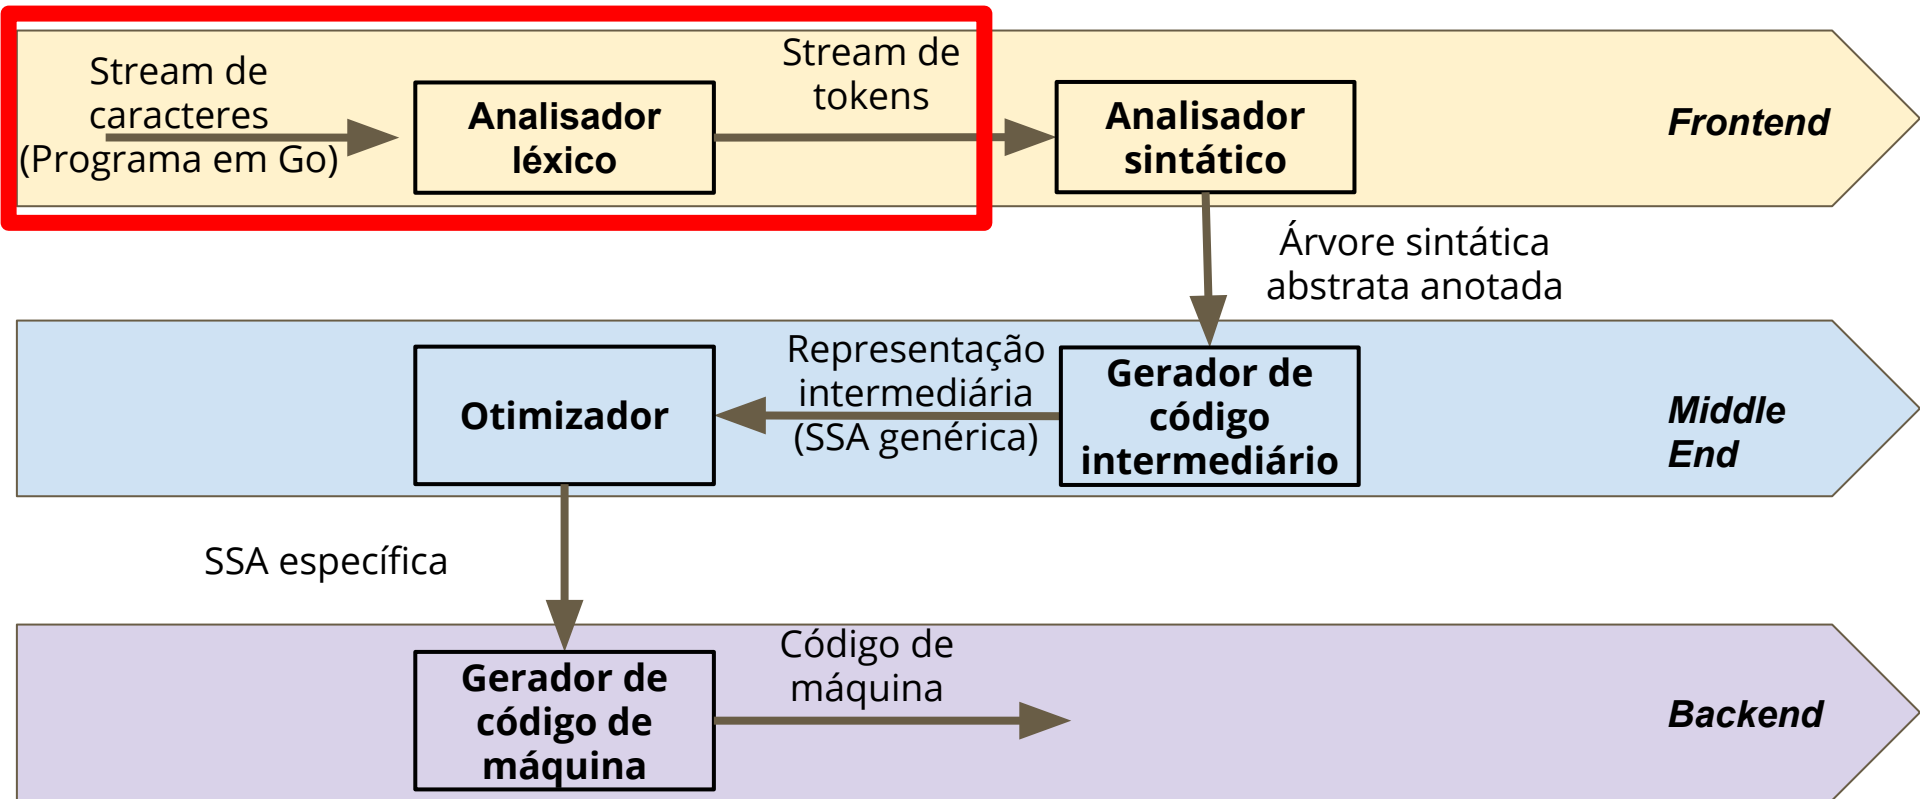 Stream de
caracteres
(Programa em Go)
Analisador
léxico
Stream de
tokens
Analisador
sintático
Frontend
Árvore sintática
abstrata anotada
Otimizador
Representação
intermediária
(SSA genérica)
Gerador de
código
intermediário
Middle
End
SSA específica
Gerador de
código de
máquina
Código de
máquina
Backend